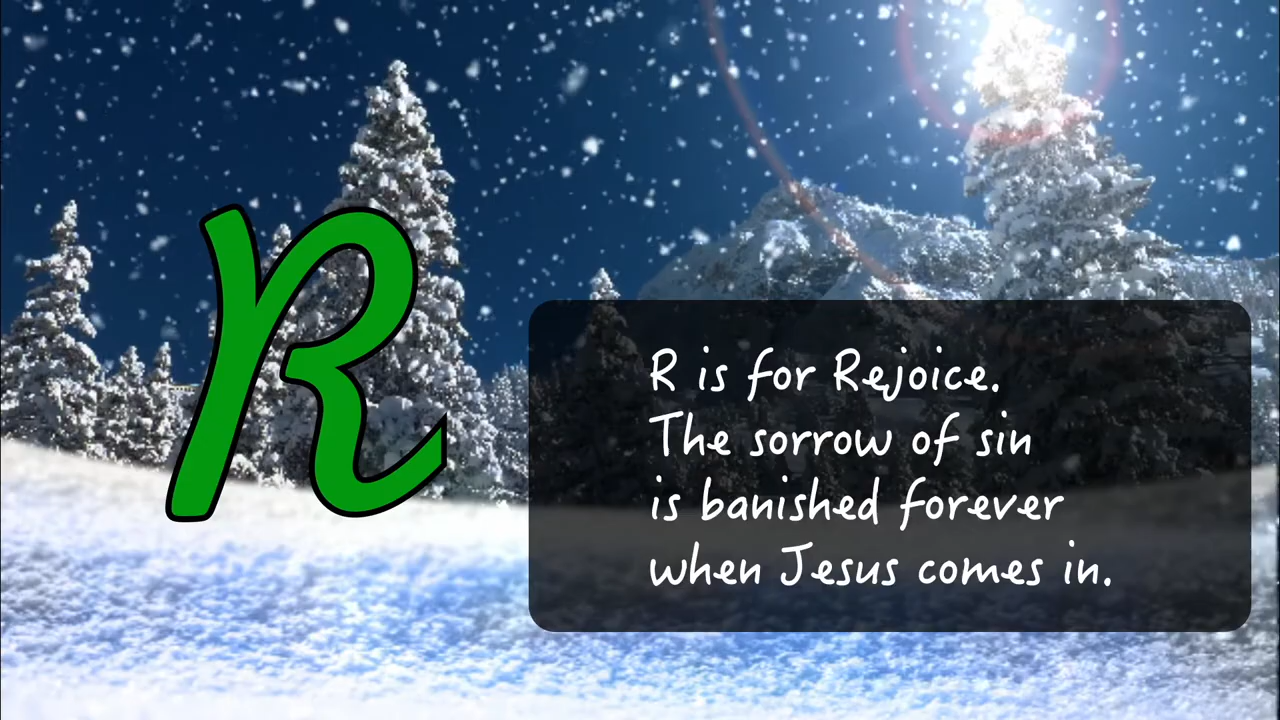 R
R is for Rejoice.
The sorrow of sin
is banished forever
when Jesus comes in.